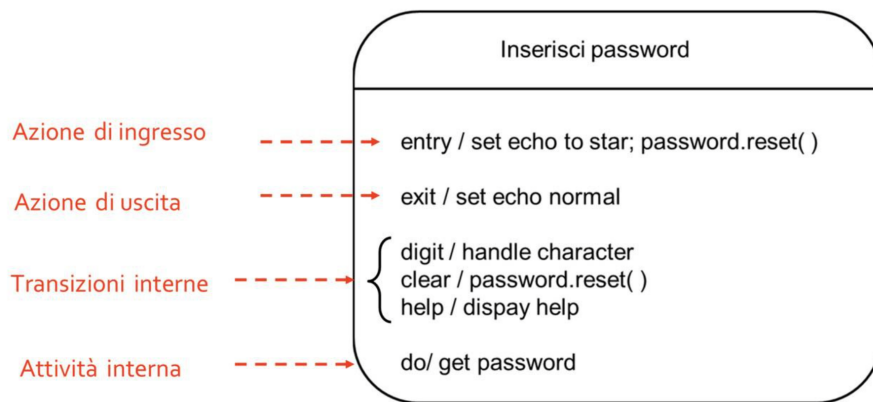 Inserisci password
Azione di ingresso
entry / set echo to star; password.reset( )
Azione di uscita
exit / set echo normal
Transizioni interne
digit / handle character
clear / password.reset( )
help / dispay help
Attività interna
do/ get password